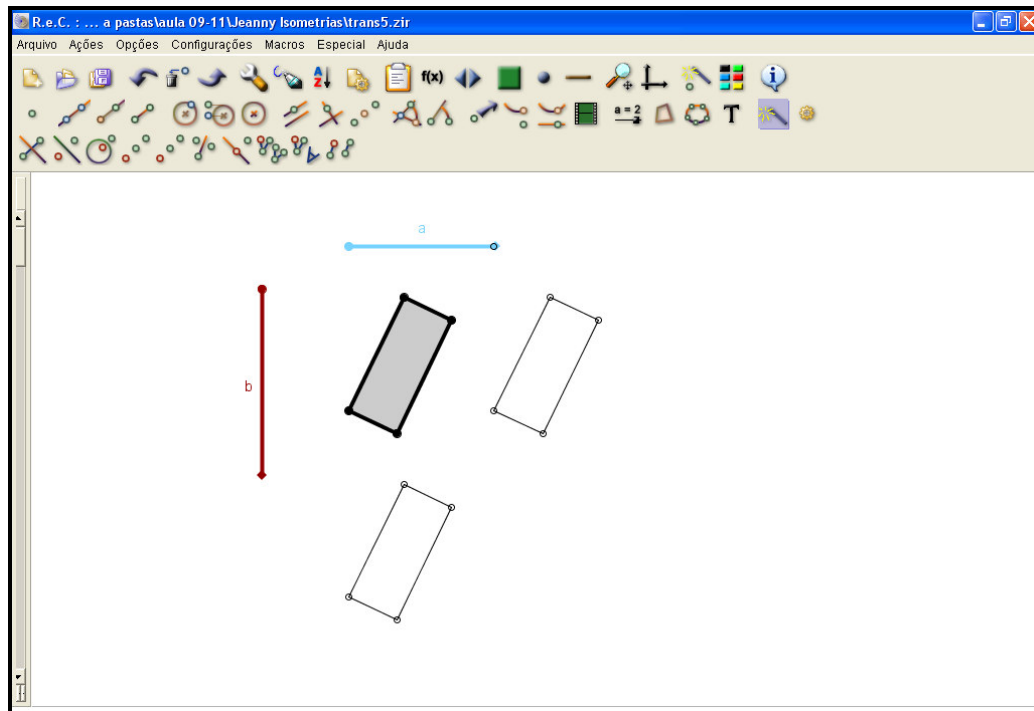 R.e.C. : ... a pastas\aula 09-11\Jeanny Isometrias\trans5.zir
Arquivo Ações Opções Configurações Macros Especial Ajuda
f(x)
a = 2
T
a
b